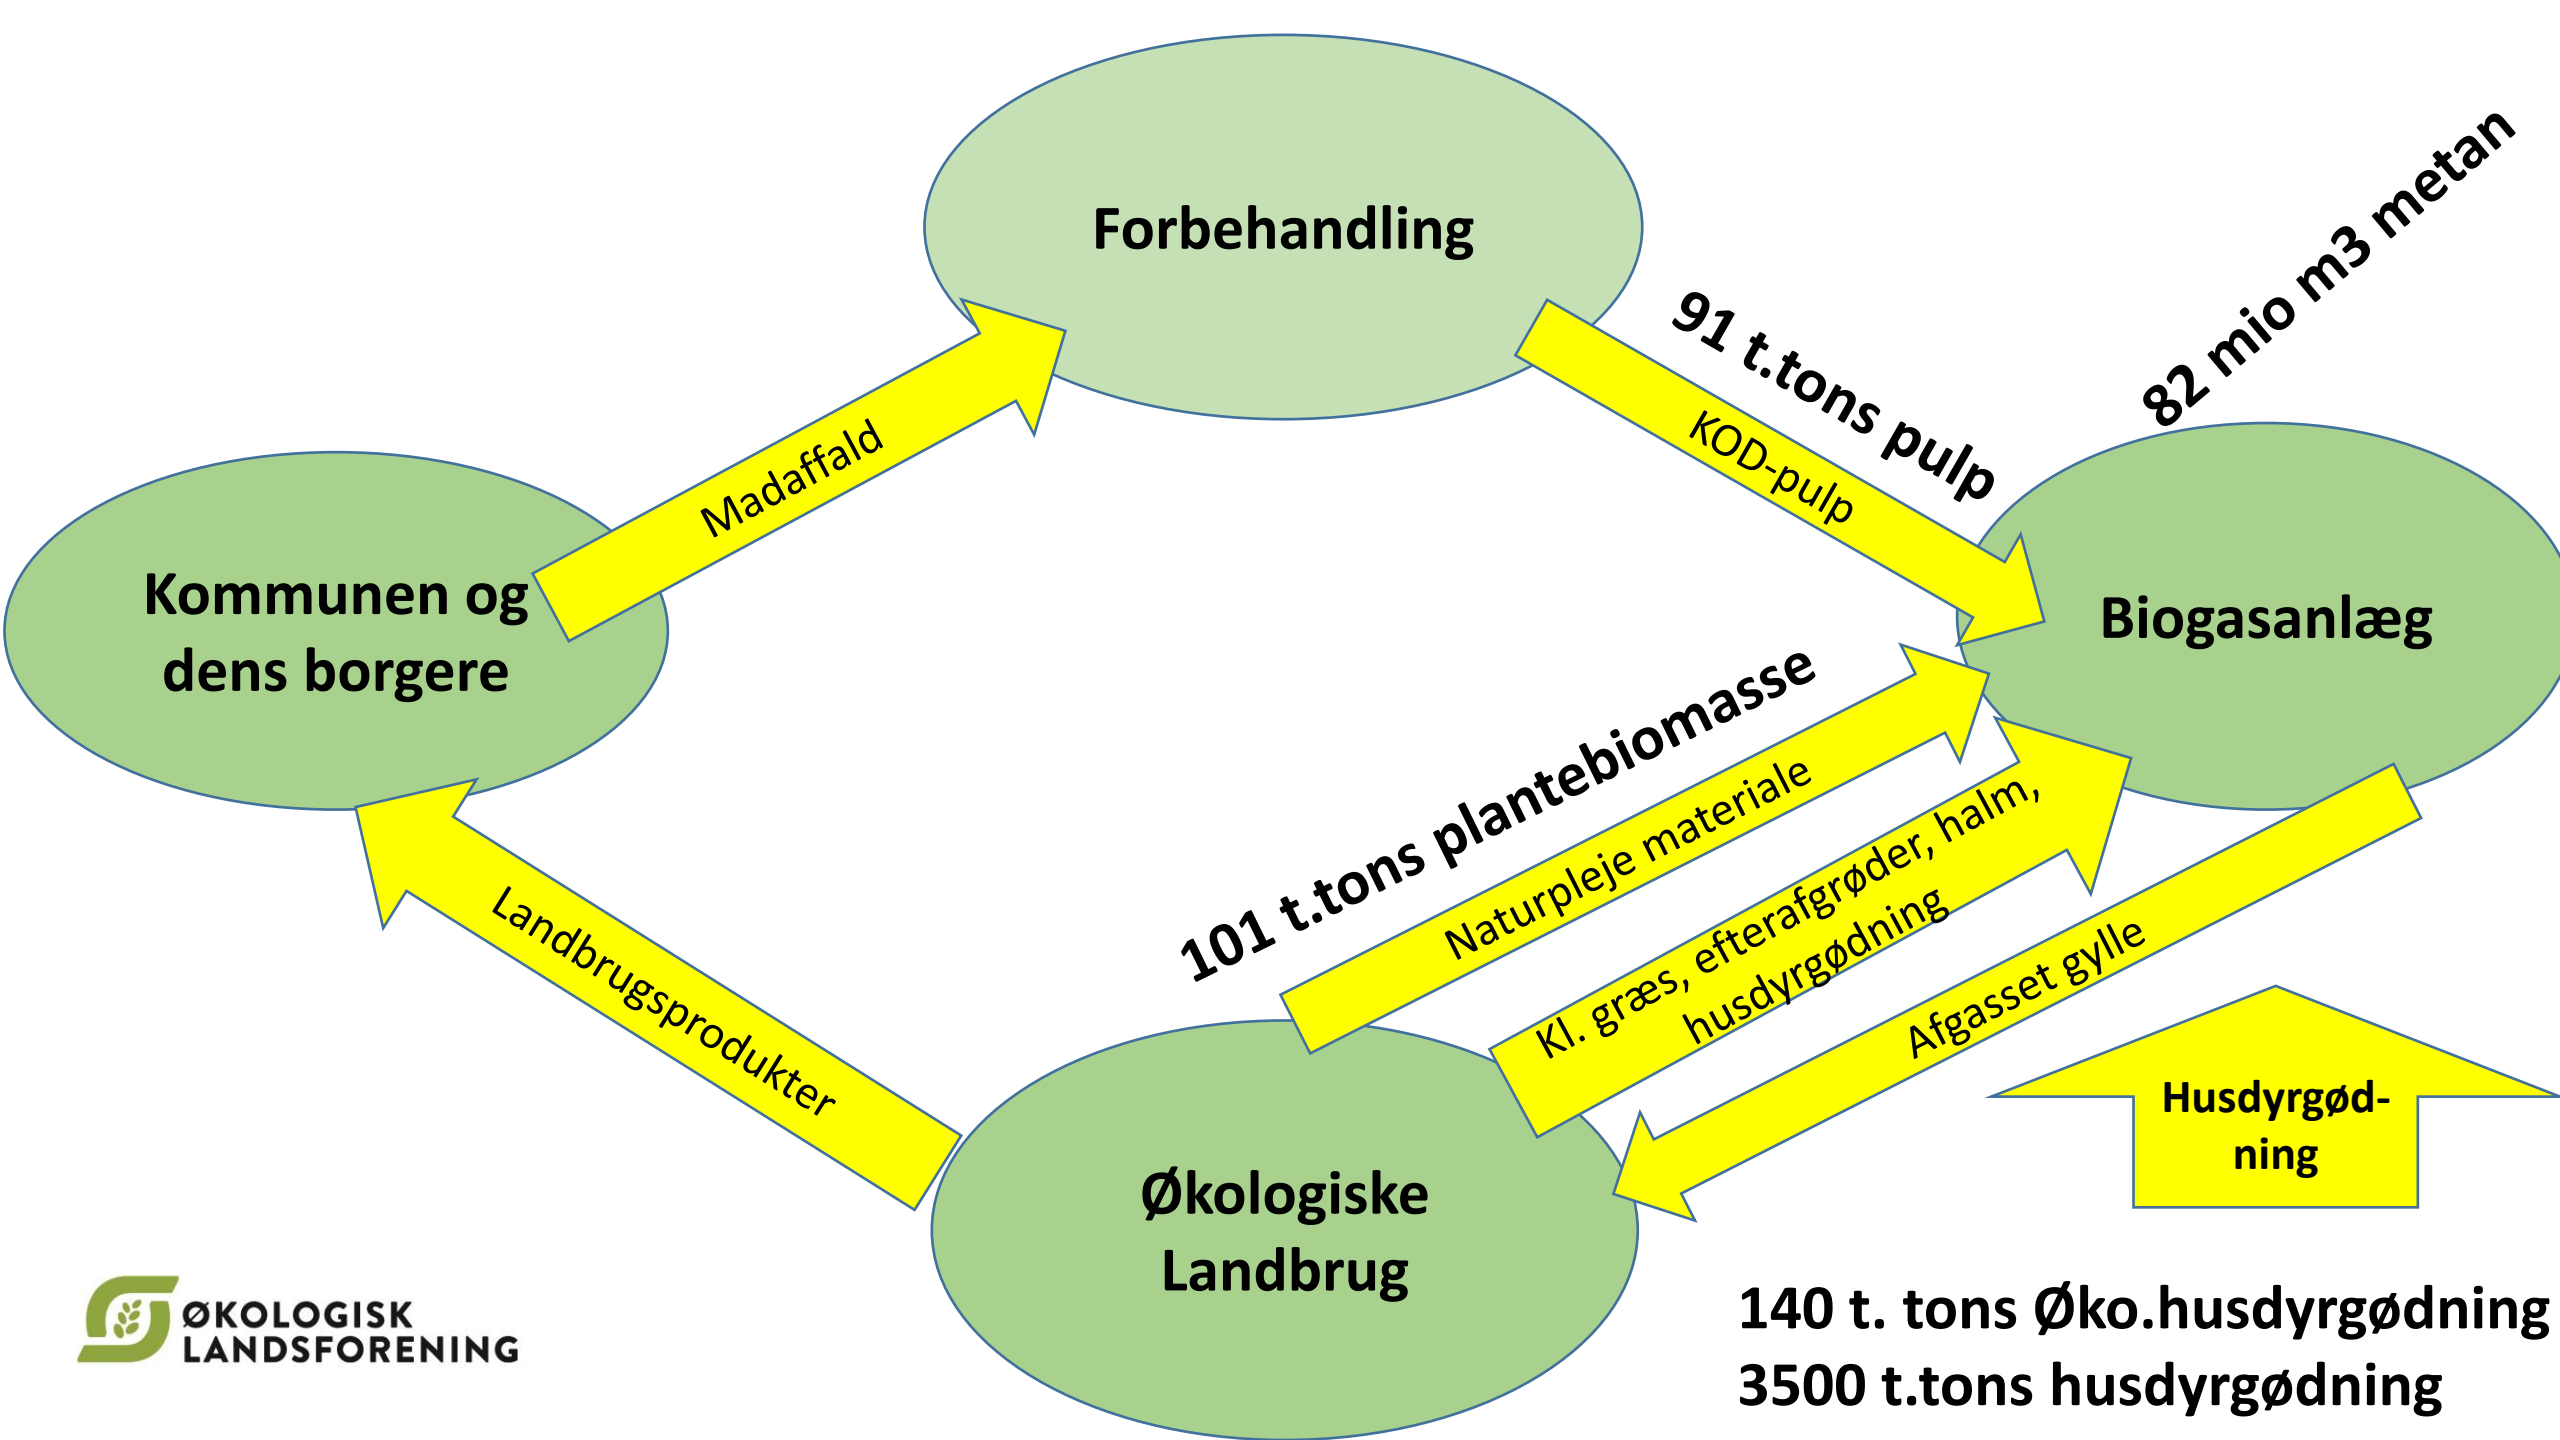 Forbehandling
82 mio m3 metan
91 t.tons pulp
KOD-pulp
Madaffald
Kommunen og
dens borgere
Biogasanlæg
101 t.tons plantebiomasse
Naturpleje materiale
Kl. græs, efterafgrøder, halm,
husdyrgødning
Afgasset gylle
Landbrugsprodukter
Husdyrgød-
ning
Økologiske
Landbrug
ØKOLOGISK
LANDSFORENING
140 t. tons Øko.husdyrgødning
3500 t.tons husdyrgødning